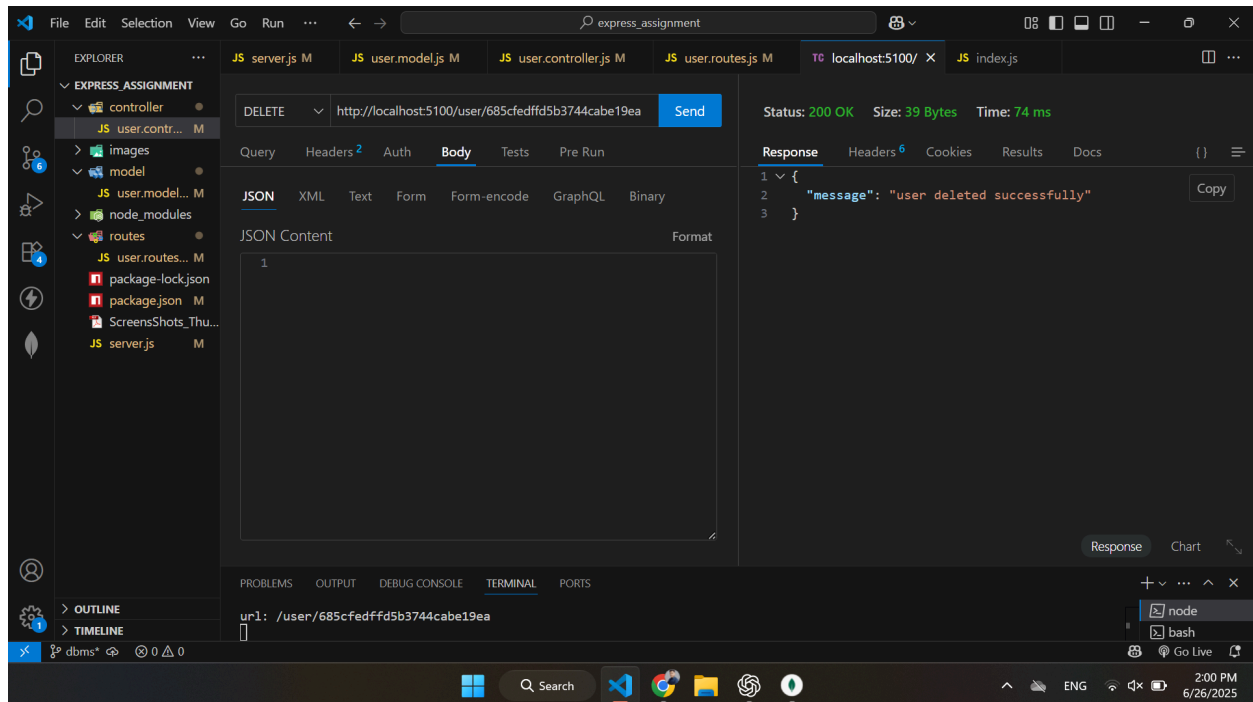 File Edit Selection View Go Run ··· express_assignment
EXPLORER ···
EXPRESS_ASSIGNMENT
controller
JS user.contr... M
images
model
JS user.model... M
node_modules
routes
JS user.routes... M
package-lock.json
package.json M
ScreensShots_Thu...
JS server.js M
OUTLINE
TIMELINE
6
4
1
JS server.js M JS user.model.js M JS user.controller.js M JS user.routes.js M TC localhost:5100/ JS index.js ···
DELETE http://localhost:5100/user/685cfedffd5b3744cabe19ea Send
Query Headers 2 Auth Body Tests Pre Run
JSON XML Text Form Form-encode GraphQL Binary
JSON Content Format
1
Status: 200 OK Size: 39 Bytes Time: 74 ms
Response Headers 6 Cookies Results Docs { }
1 {
2 "message": "user deleted successfully"
3 }
Copy
Response Chart
PROBLEMS OUTPUT DEBUG CONSOLE TERMINAL PORTS ···
url: /user/685cfedffd5b3744cabe19ea
node
bash
dbms* 0 0 Go Live
Search ENG 2:00 PM
6/26/2025